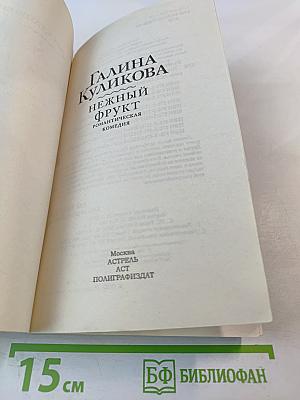 ГАЛИНА
КУЛИКОВА
НЕЖНЫЙ
ФРУКТ
РОМАНТИЧЕСКАЯ
КОМЕДИЯ
Москва
АСТРЕЛЬ
АСТ
ПОЛИГРАФИЗДАТ
15 см
БФ БИБЛИОФАН